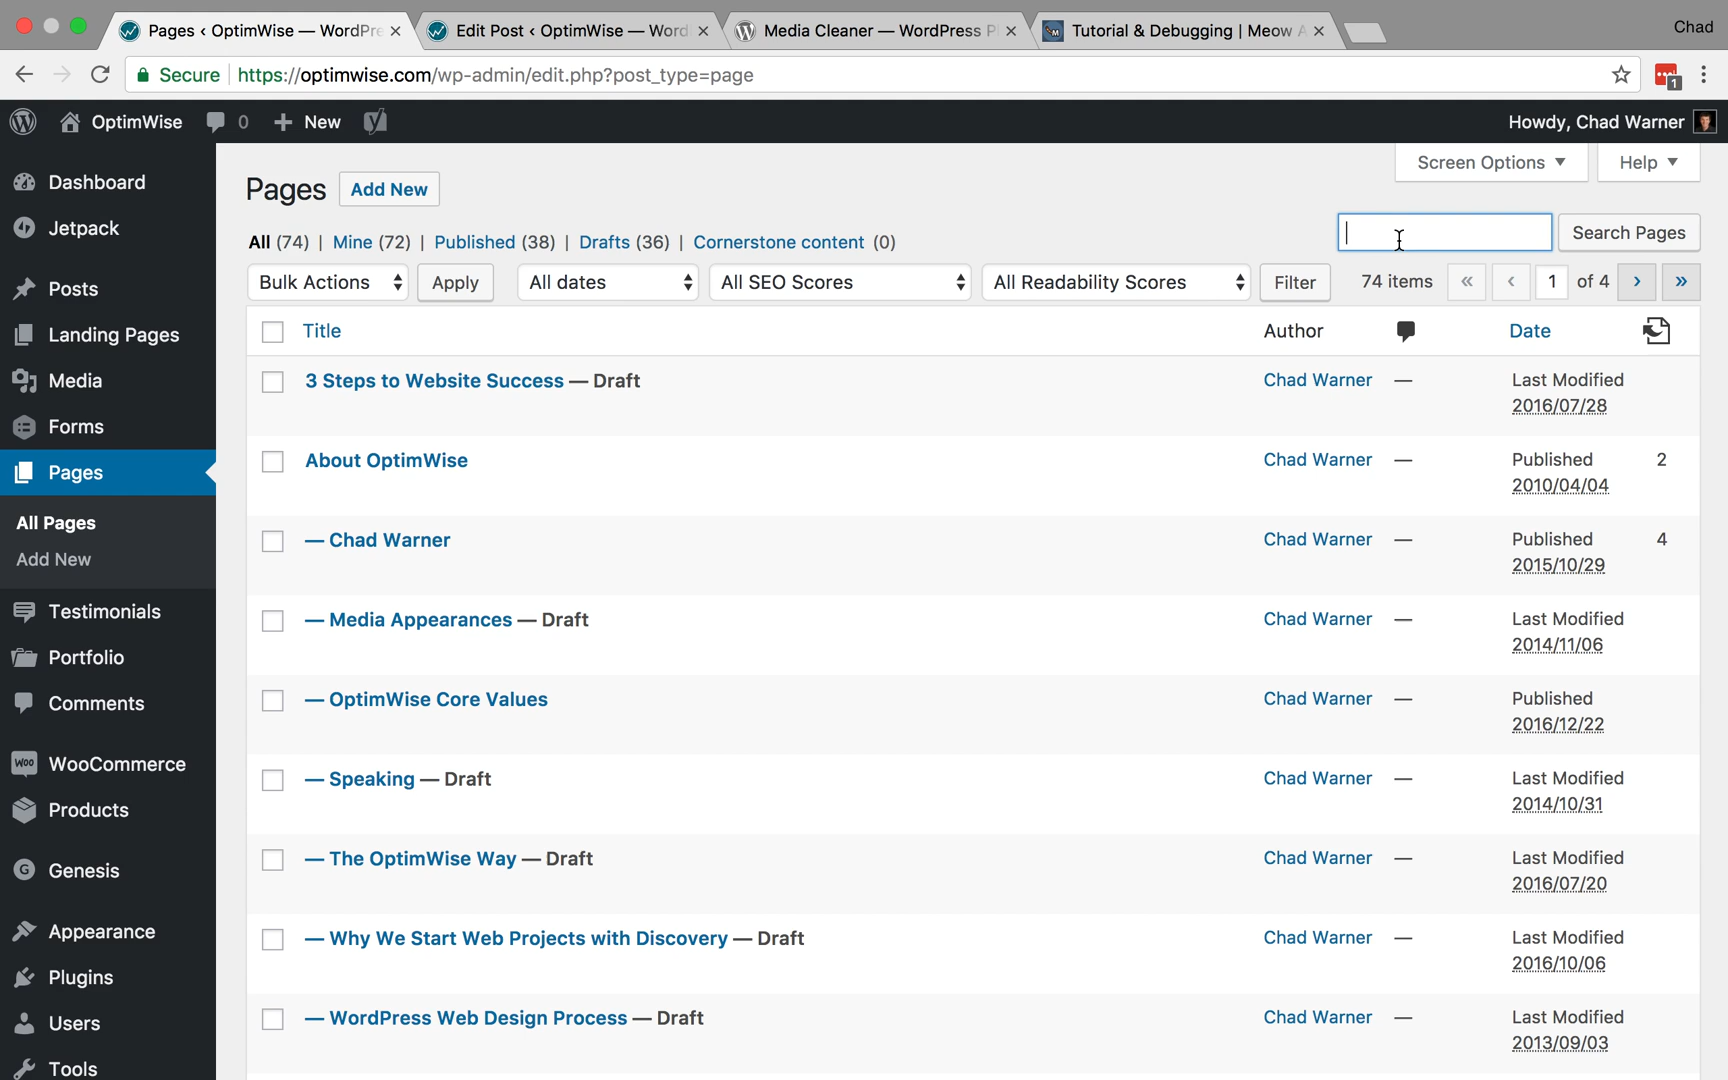 Pages ‹ OptimWise — WordPre
Edit Post ‹ OptimWise — Word
Media Cleaner — WordPress P
Tutorial & Debugging | Meow A
Chad
Secure https://optimwise.com/wp-admin/edit.php?post_type=page
1
OptimWise 0 New
Howdy, Chad Warner
Screen Options Help
Pages Add New
All (74) | Mine (72) | Published (38) | Drafts (36) | Cornerstone content (0)
Search Pages
Bulk Actions Apply All dates All SEO Scores All Readability Scores Filter 74 items « ‹ 1 of 4 › »
Title Author Date
3 Steps to Website Success — Draft Chad Warner — Last Modified
2016/07/28
About OptimWise Chad Warner — Published 2
2010/04/04
— Chad Warner Chad Warner — Published 4
2015/10/29
— Media Appearances — Draft Chad Warner — Last Modified
2014/11/06
— OptimWise Core Values Chad Warner — Published
2016/12/22
— Speaking — Draft Chad Warner — Last Modified
2014/10/31
— The OptimWise Way — Draft Chad Warner — Last Modified
2016/07/20
— Why We Start Web Projects with Discovery — Draft Chad Warner — Last Modified
2016/10/06
— WordPress Web Design Process — Draft Chad Warner — Last Modified
2013/09/03
Dashboard
Jetpack
Posts
Landing Pages
Media
Forms
Pages
All Pages
Add New
Testimonials
Portfolio
Comments
Woo WooCommerce
Products
G Genesis
Appearance
Plugins
Users
Tools